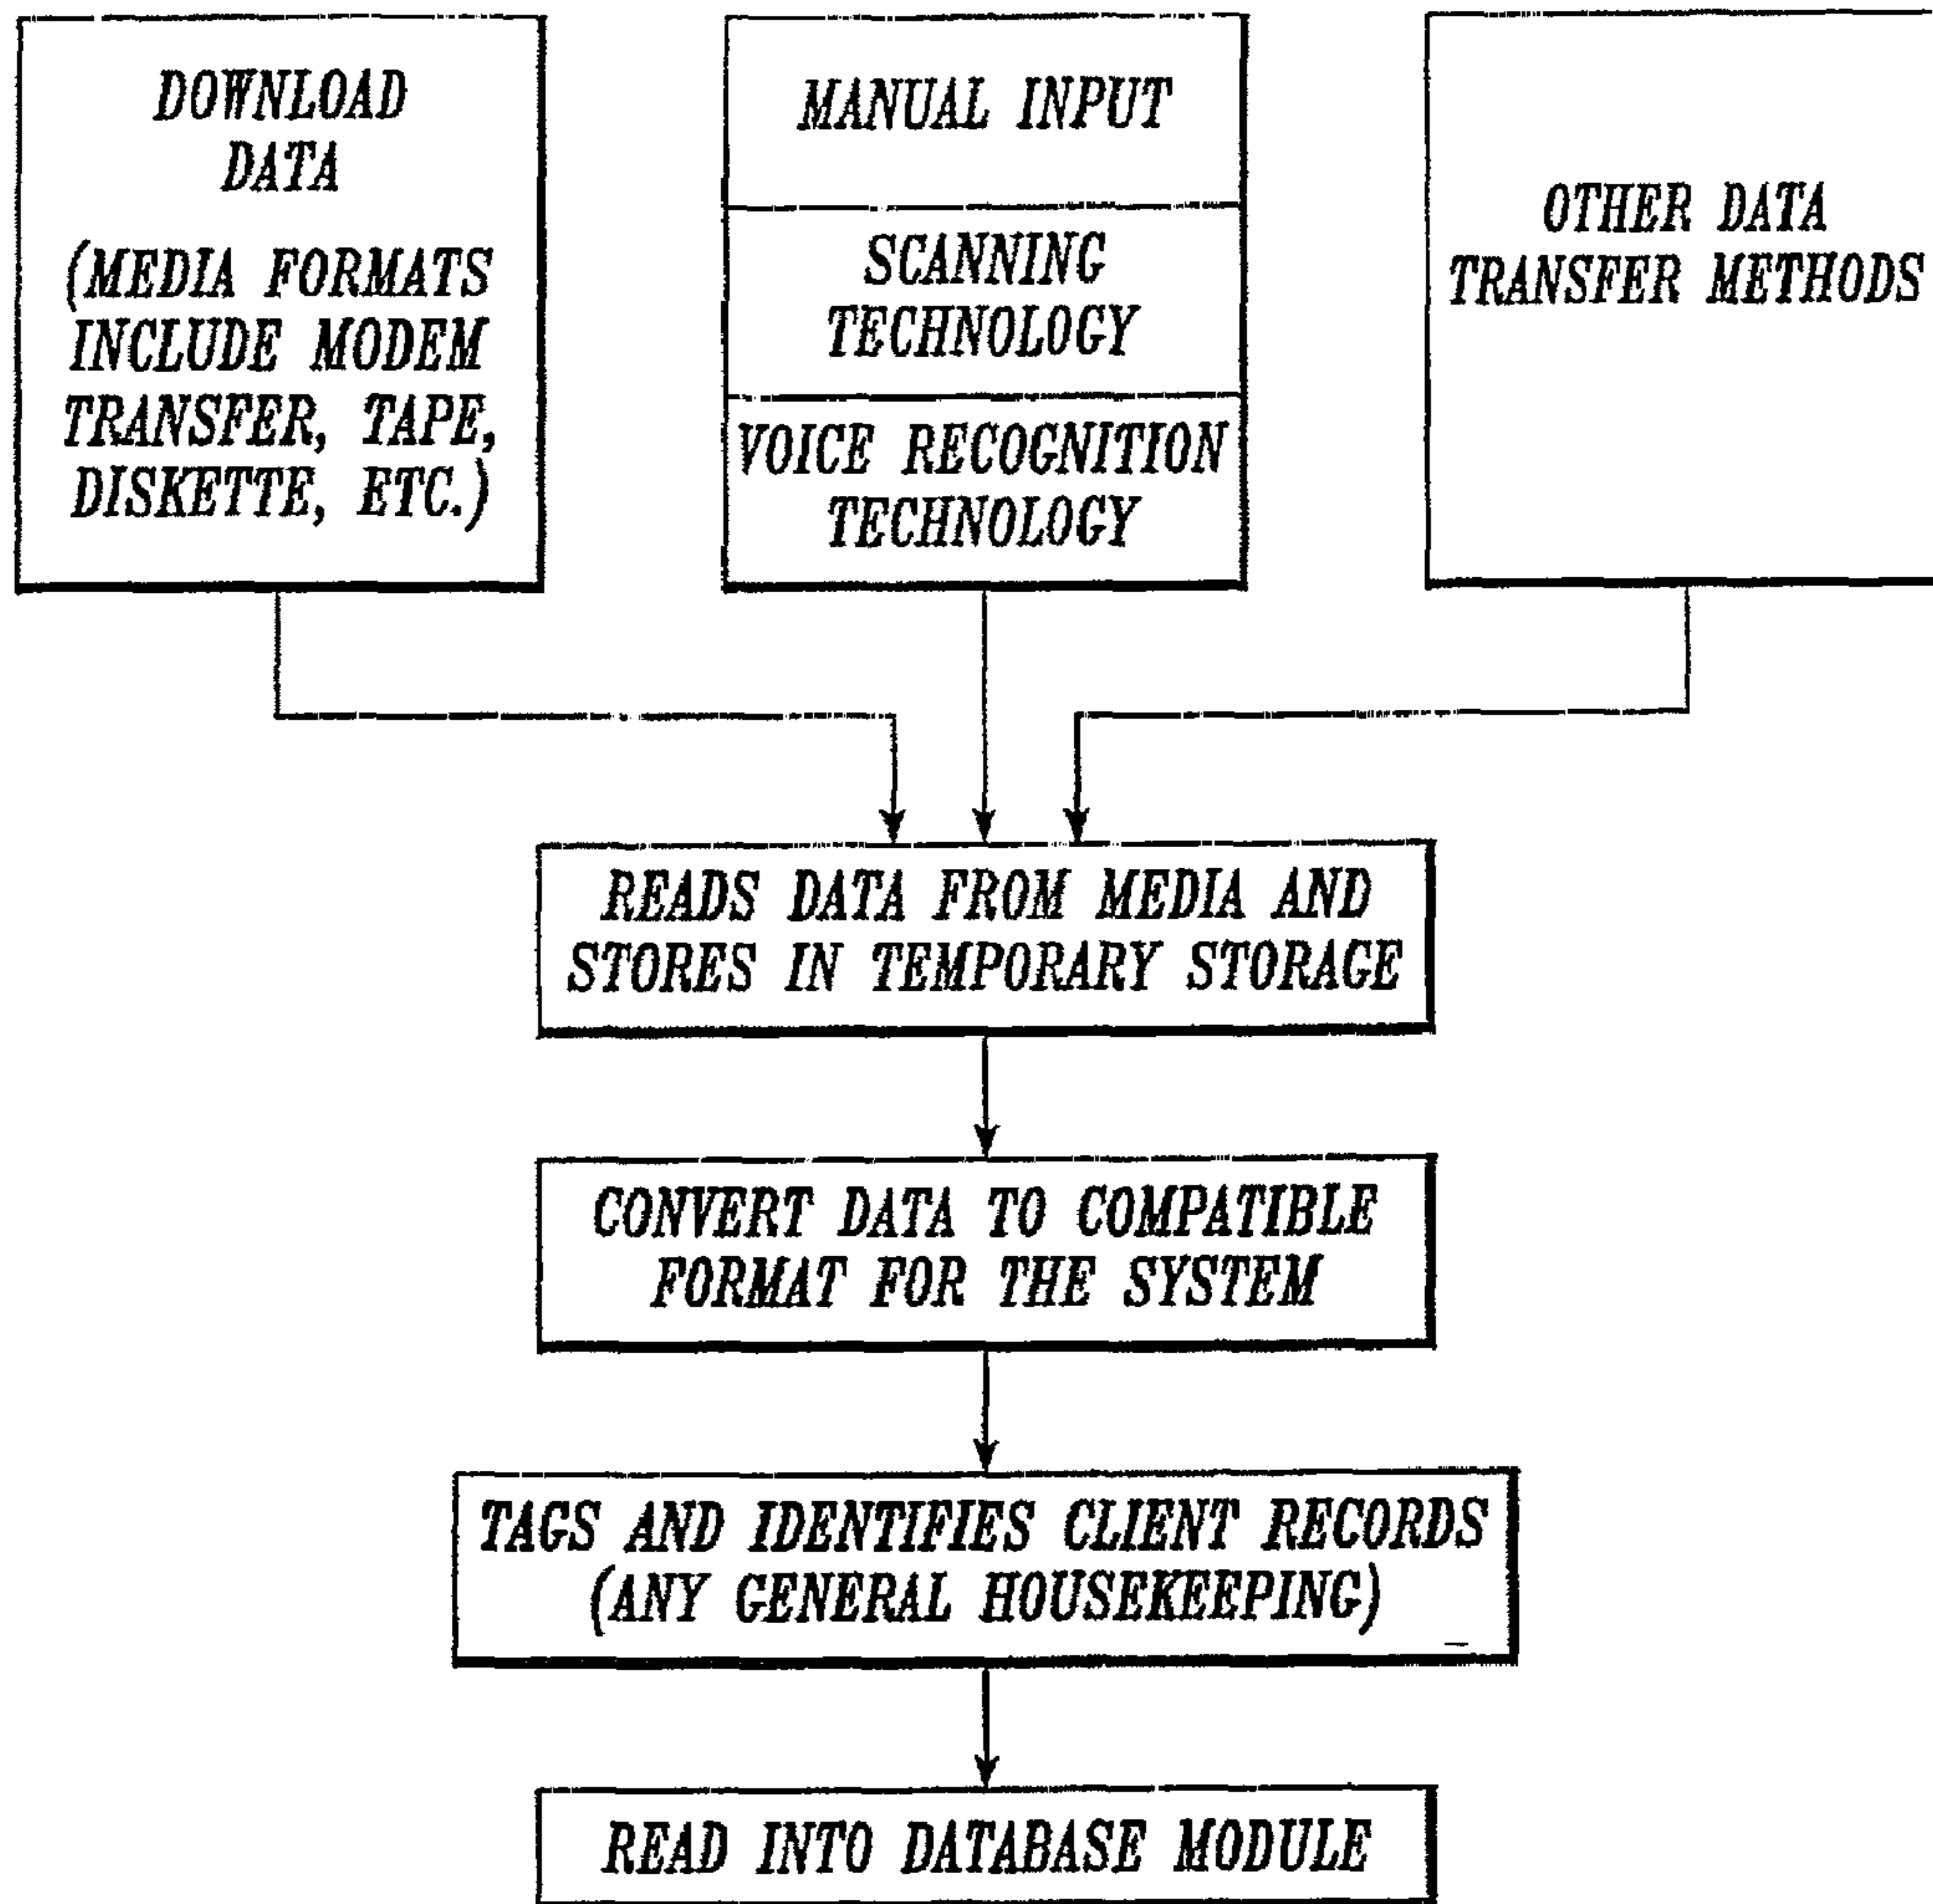 DOWNLOAD
DATA
(MEDIA FORMATS
INCLUDE MODEM
TRANSFER, TAPE,
DISKETTE, ETC.)
MANUAL INPUT
SCANNING
TECHNOLOGY
VOICE RECOGNITION
TECHNOLOGY
OTHER DATA
TRANSFER METHODS
READS DATA FROM MEDIA AND
STORES IN TEMPORARY STORAGE
CONVERT DATA TO COMPATIBLE
FORMAT FOR THE SYSTEM
TAGS AND IDENTIFIES CLIENT RECORDS
(ANY GENERAL HOUSEKEEPING)
READ INTO DATABASE MODULE